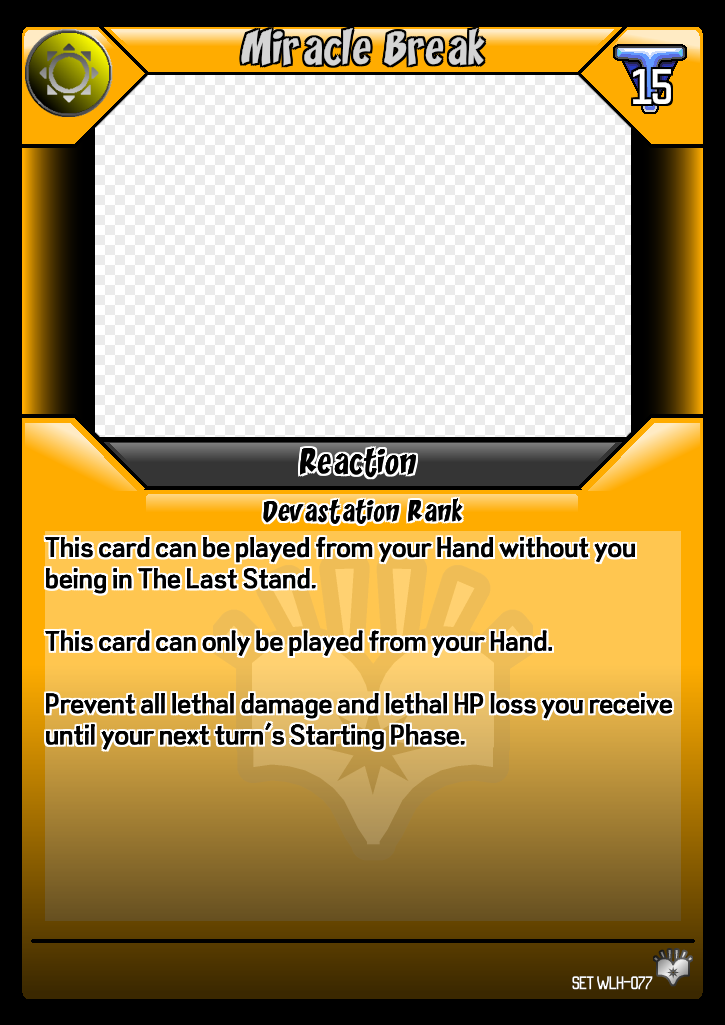 Miracle Break
15
Reaction
Devastation Rank
This card can be played from your Hand without you
being in The Last Stand.
This card can only be played from your Hand.
Prevent all lethal damage and lethal HP loss you receive
until your next turn's Starting Phase.
SET WLH-077